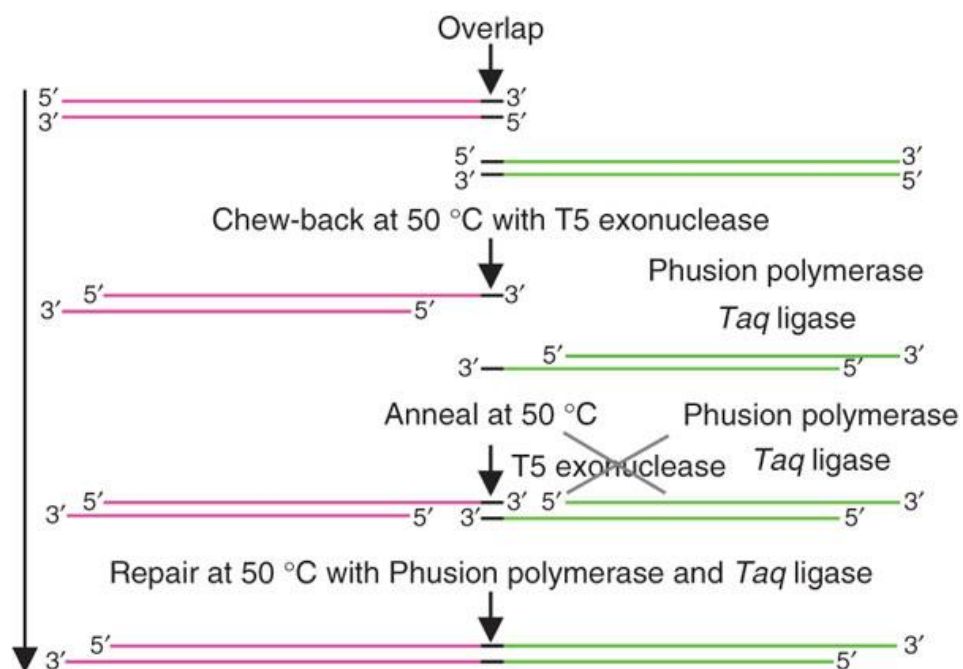 Overlap
5′ 3′
3′ 5′
5′ 3′
3′ 5′
Chew-back at 50 °C with T5 exonuclease
Phusion polymerase
5′ 3′
3′ 5′
Taq ligase
5′ 3′
3′ 5′
Anneal at 50 °C Phusion polymerase
T5 exonuclease Taq ligase
5′ 3′ 5′ 3′
3′ 5′ 3′ 5′
Repair at 50 °C with Phusion polymerase and Taq ligase
5′ 3′
3′ 5′